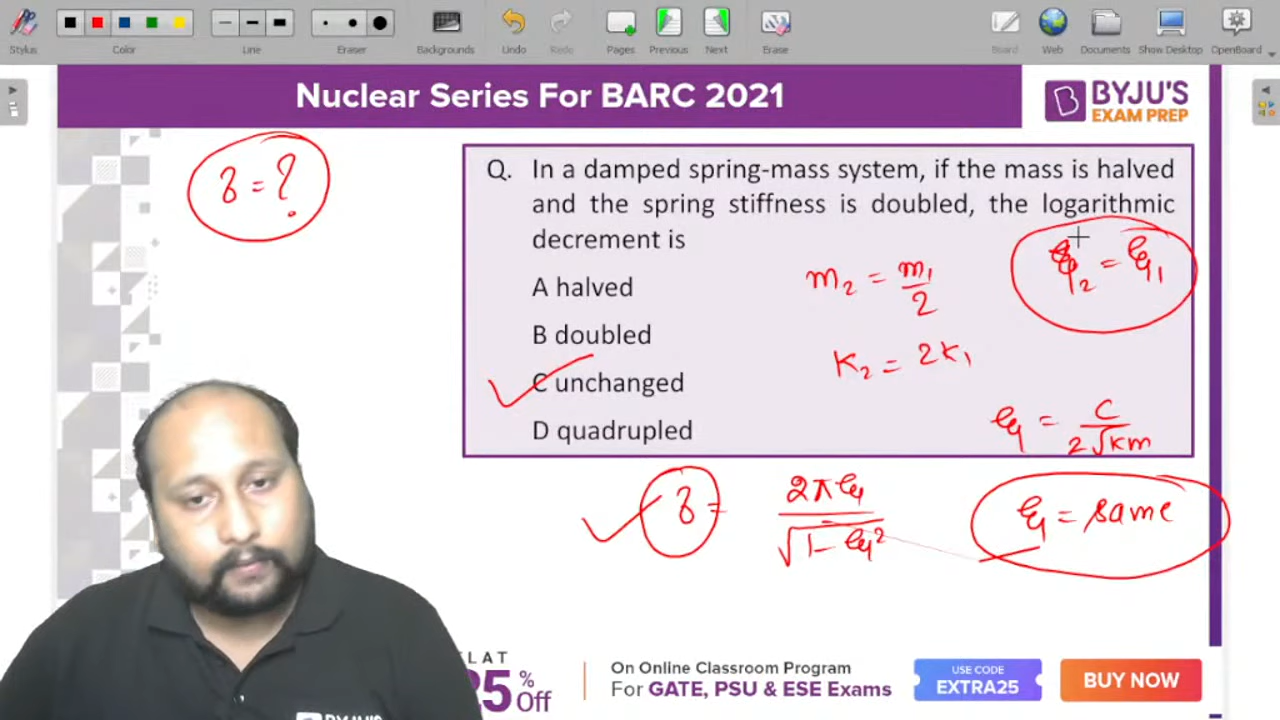 Stylus
Color
Line
Eraser
Backgrounds
Undo
Redo
Pages
Previous
Next
Erase
Board
Web
Documents
Show Desktop
OpenBoard
Nuclear Series For BARC 2021
BYJU'S
EXAM PREP
δ = ?
Q. In a damped spring-mass system, if the mass is halved
and the spring stiffness is doubled, the logarithmic
decrement is
ξ₂ = ξ₁
A halved
m₂ = m₁/2
B doubled
K₂ = 2K₁
C unchanged
ξ = C/2√km
D quadrupled
δ = 2πξ/√1-ξ²
ξ = same
LAT
5% Off
On Online Classroom Program
For GATE, PSU & ESE Exams
USE CODE
EXTRA25
BUY NOW
BYJU'S